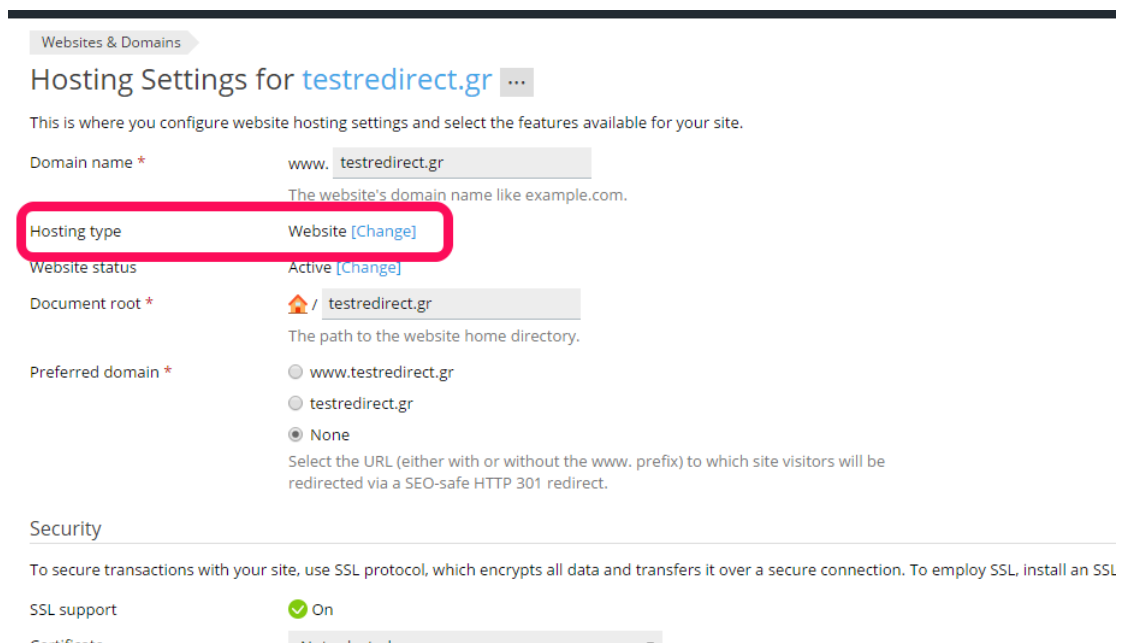 Websites & Domains
Hosting Settings for testredirect.gr ...
This is where you configure website hosting settings and select the features available for your site.
Domain name * www. testredirect.gr
The website's domain name like example.com.
Hosting type Website [Change]
Website status Active [Change]
Document root * / testredirect.gr
The path to the website home directory.
Preferred domain * www.testredirect.gr
testredirect.gr
None
Select the URL (either with or without the www. prefix) to which site visitors will be
redirected via a SEO-safe HTTP 301 redirect.
Security
To secure transactions with your site, use SSL protocol, which encrypts all data and transfers it over a secure connection. To employ SSL, install an SSL
SSL support On